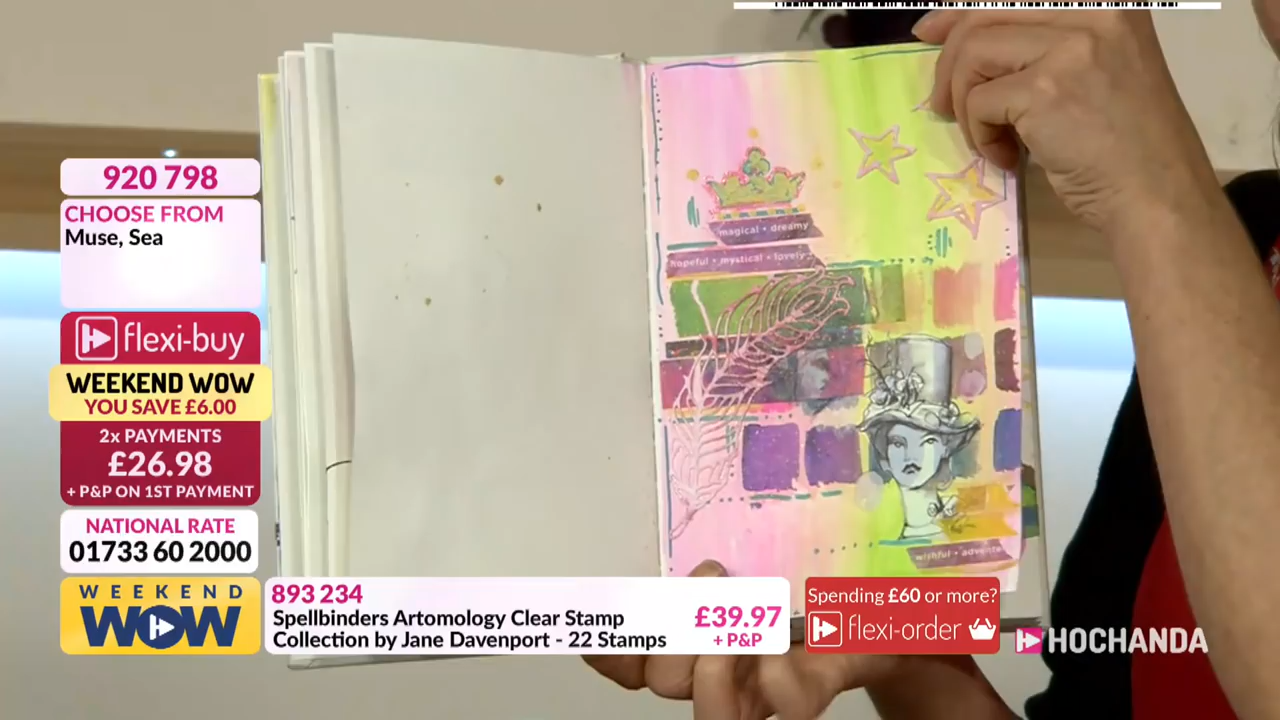 920 798
CHOOSE FROM
Muse, Sea
flexi-buy
WEEKEND WOW
YOU SAVE £6.00
2x PAYMENTS
£26.98
+ P&P ON 1ST PAYMENT
NATIONAL RATE
01733 60 2000
WEEKEND
WOW
893 234
Spellbinders Artomology Clear Stamp
Collection by Jane Davenport - 22 Stamps
£39.97
+ P&P
Spending £60 or more?
flexi-order
HOCHANDA
magical • dreamy
hopeful • mystical • lovely
wishful •